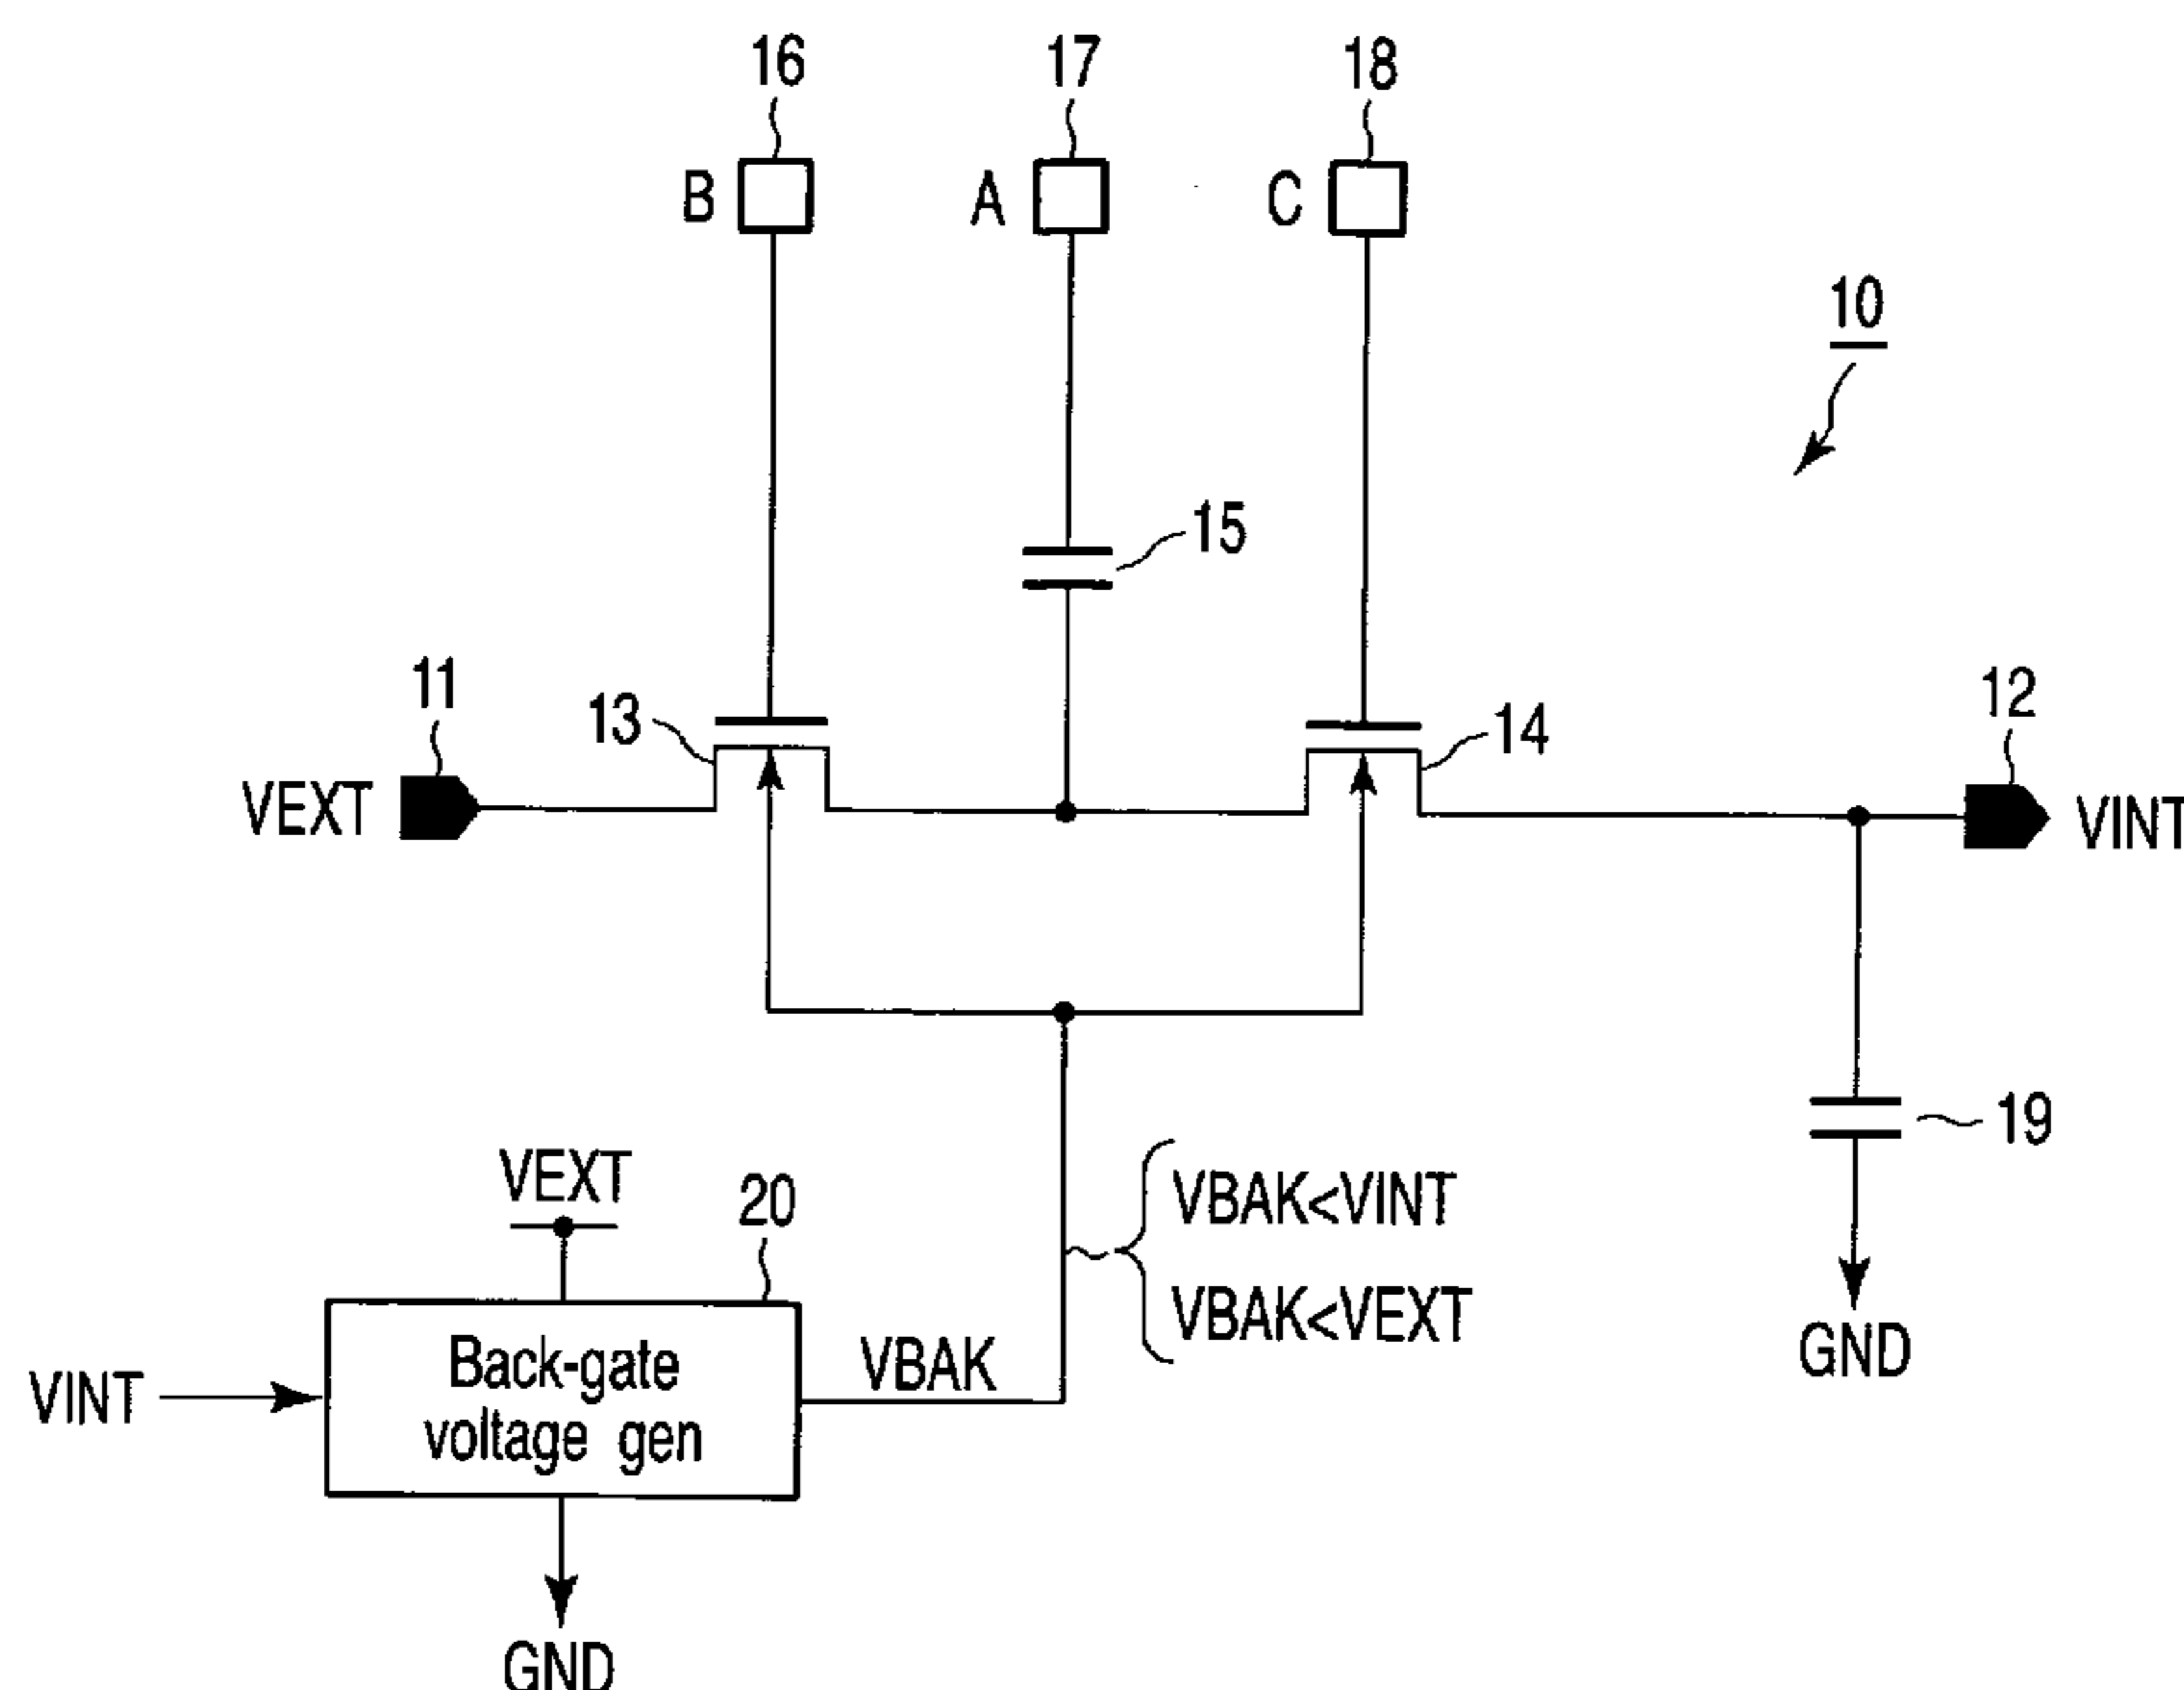 16
17
18
B
A
C
10
15
11
13
14
12
VEXT
VINT
19
VEXT
20
VBAK<VINT
VBAK<VEXT
GND
VINT
Back-gate
voltage gen
VBAK
GND